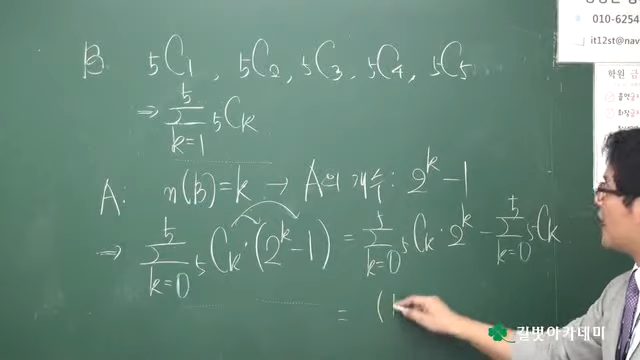 B. ₅C₁ , ₅C₂, ₅C₃, ₅C₄, ₅C₅
⇒ 5 Σ k=1 ₅Cₖ
A: n(B)=k → A의 개수: 2ᵏ-1
⇒ 5 Σ k=0 ₅Cₖ·(2ᵏ-1) = 5 Σ k=0 ₅Cₖ·2ᵏ - 5 Σ k=0 ₅Cₖ
= (
010-6254
it12st@nav
학원
길벗아카데미